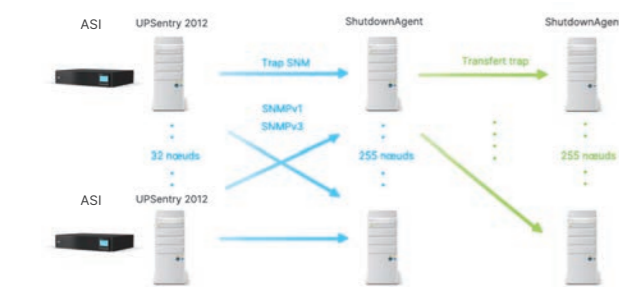 ASI
UPSentry 2012
ShutdownAgent
ShutdownAgen
Trap SNM
Transfert trap
SNMPv1
SNMPv3
32 nœuds
255 nœuds
255 nœuds
ASI
UPSentry 2012